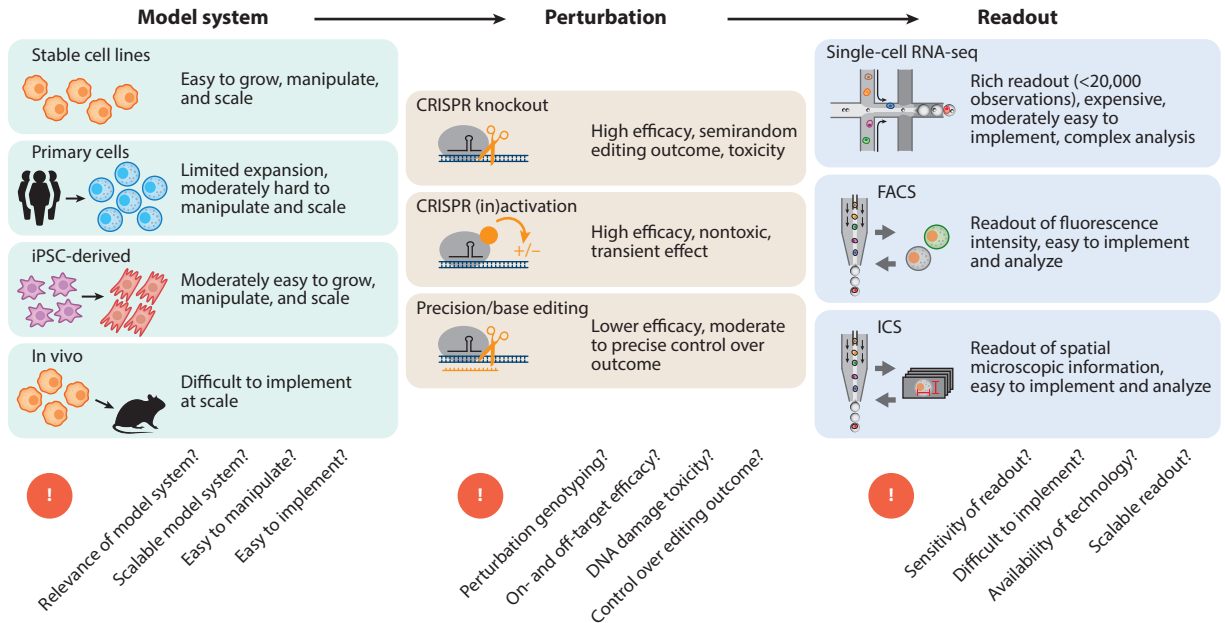 Model system
Perturbation
Readout
Stable cell lines
Easy to grow, manipulate,
and scale
Primary cells
Limited expansion,
moderately hard to
manipulate and scale
iPSC-derived
Moderately easy to grow,
manipulate, and scale
In vivo
Difficult to implement
at scale
CRISPR knockout
High efficacy, semirandom
editing outcome, toxicity
CRISPR (in)activation
+/−
High efficacy, nontoxic,
transient effect
Precision/base editing
Lower efficacy, moderate
to precise control over
outcome
Single-cell RNA-seq
Rich readout (<20,000
observations), expensive,
moderately easy to
implement, complex analysis
FACS
Readout of fluorescence
intensity, easy to implement
and analyze
ICS
Readout of spatial
microscopic information,
easy to implement and analyze
!
Relevance of model system?
Scalable model system?
Easy to manipulate?
Easy to implement?
!
Perturbation genotyping?
On- and off-target efficacy?
DNA damage toxicity?
Control over editing outcome?
!
Sensitivity of readout?
Difficult to implement?
Availability of technology?
Scalable readout?